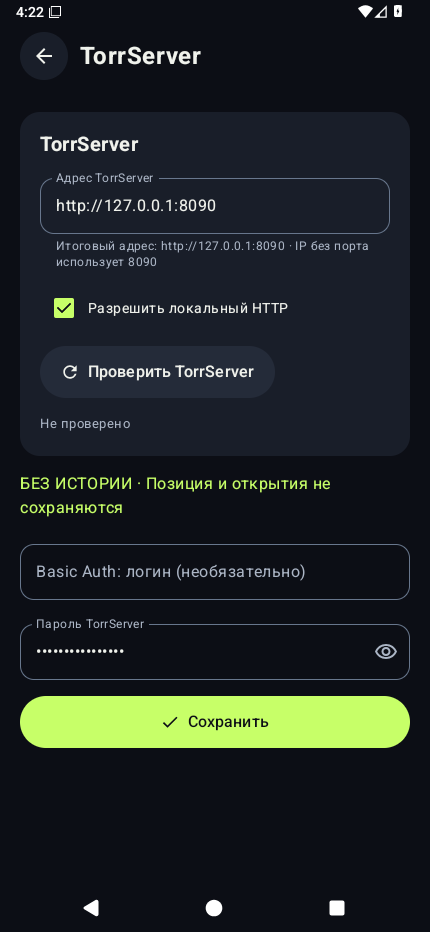 4:22
TorrServer
TorrServer
Адрес TorrServer
http://127.0.0.1:8090
Итоговый адрес: http://127.0.0.1:8090 · IP без порта
использует 8090
Разрешить локальный HTTP
Проверить TorrServer
Не проверено
БЕЗ ИСТОРИИ · Позиция и открытия не
сохраняются
Basic Auth: логин (необязательно)
Пароль TorrServer
•••••••••••••••
Сохранить